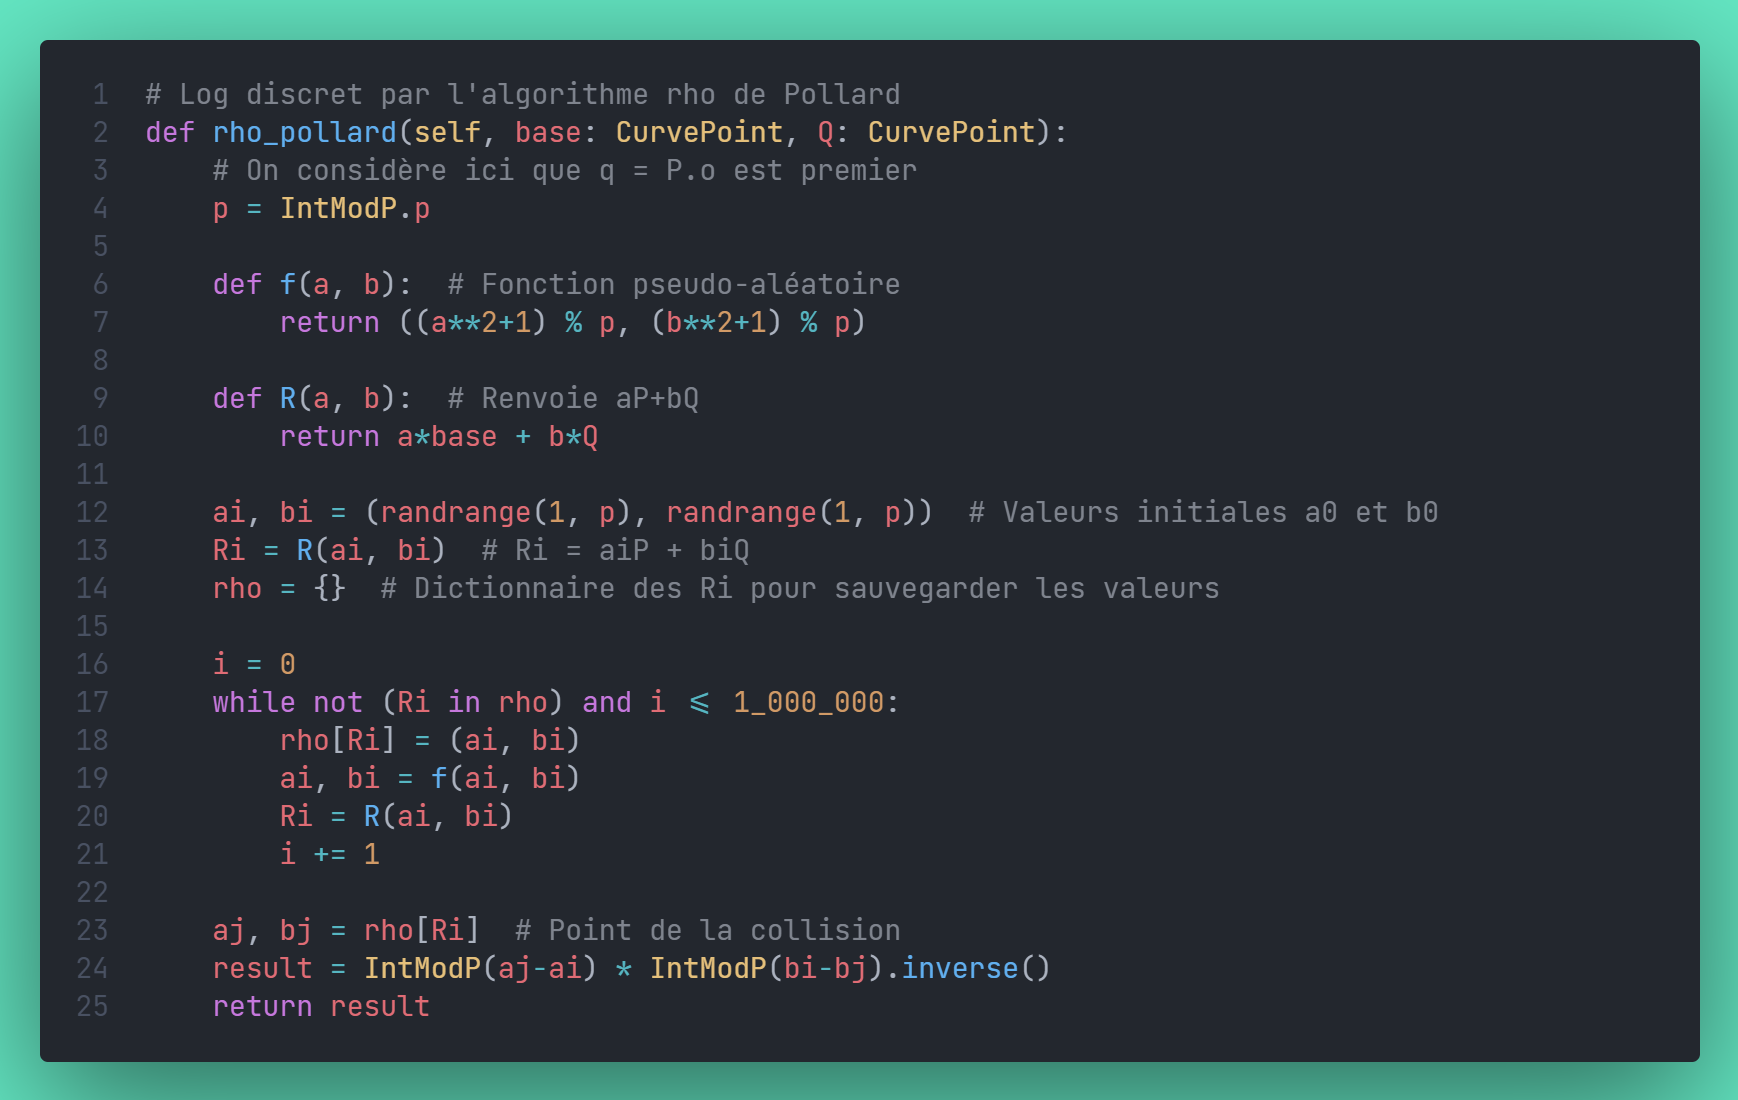 1 # Log discret par l'algorithme rho de Pollard
2 def rho_pollard(self, base: CurvePoint, Q: CurvePoint):
3     # On considère ici que q = P.o est premier
4     p = IntModP.p
5
6     def f(a, b):  # Fonction pseudo-aléatoire
7         return ((a**2+1) % p, (b**2+1) % p)
8
9     def R(a, b):  # Renvoie aP+bQ
10         return a*base + b*Q
11
12     ai, bi = (randrange(1, p), randrange(1, p))  # Valeurs initiales a0 et b0
13     Ri = R(ai, bi)  # Ri = aiP + biQ
14     rho = {}  # Dictionnaire des Ri pour sauvegarder les valeurs
15
16     i = 0
17     while not (Ri in rho) and i ⩽ 1_000_000:
18         rho[Ri] = (ai, bi)
19         ai, bi = f(ai, bi)
20         Ri = R(ai, bi)
21         i += 1
22
23     aj, bj = rho[Ri]  # Point de la collision
24     result = IntModP(aj-ai) * IntModP(bi-bj).inverse()
25     return result